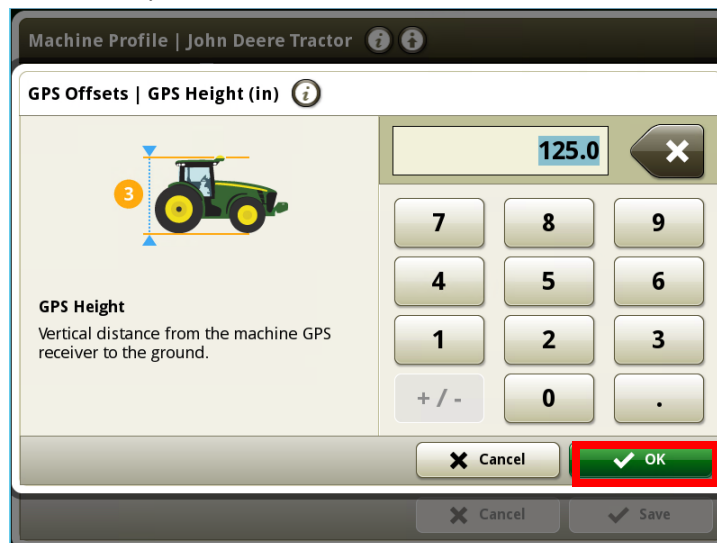 Machine Profile | John Deere Tractor i
GPS Offsets | GPS Height (in) i
125.0
3
7 8 9
4 5 6
GPS Height
Vertical distance from the machine GPS
receiver to the ground.
1 2 3
+ / - 0 .
Cancel OK
Cancel Save